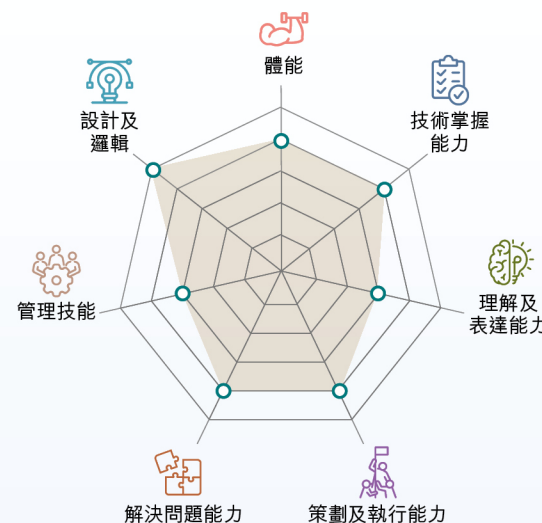 體能
設計及
邏輯
技術掌握
能力
管理技能
理解及
表達能力
解決問題能力
策劃及執行能力